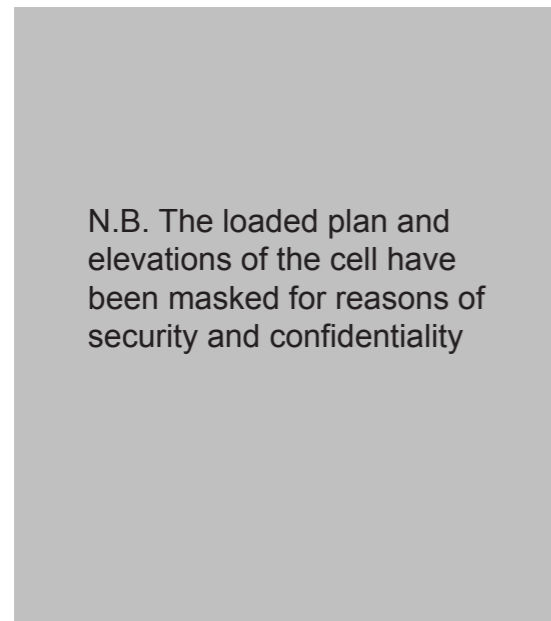 N.B. The loaded plan and
elevations of the cell have
been masked for reasons of
security and confidentiality